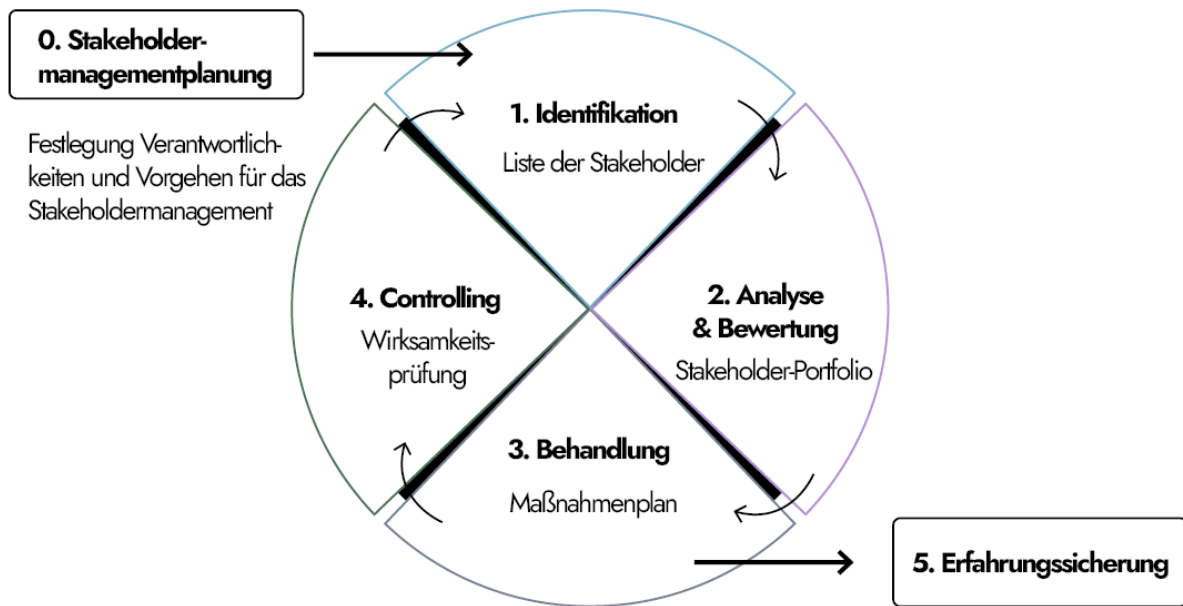 0. Stakeholder-
managementplanung
Festlegung Verantwortlich-
keiten und Vorgehen für das
Stakeholdermanagement
1. Identifikation
Liste der Stakeholder
2. Analyse
& Bewertung
Stakeholder-Portfolio
3. Behandlung
Maßnahmenplan
4. Controlling
Wirksamkeits-
prüfung
5. Erfahrungssicherung